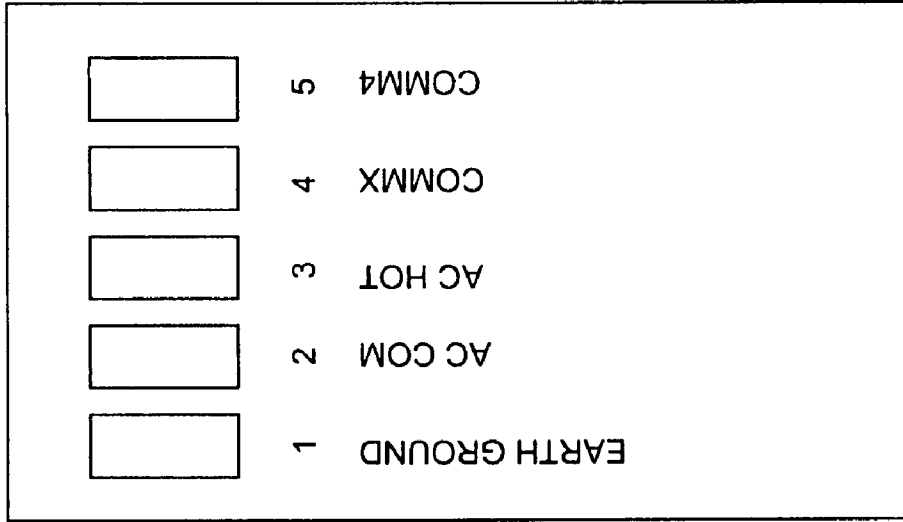 5 COMM4
4 COMMX
3 AC HOT
2 AC COM
1 EARTH GROUND